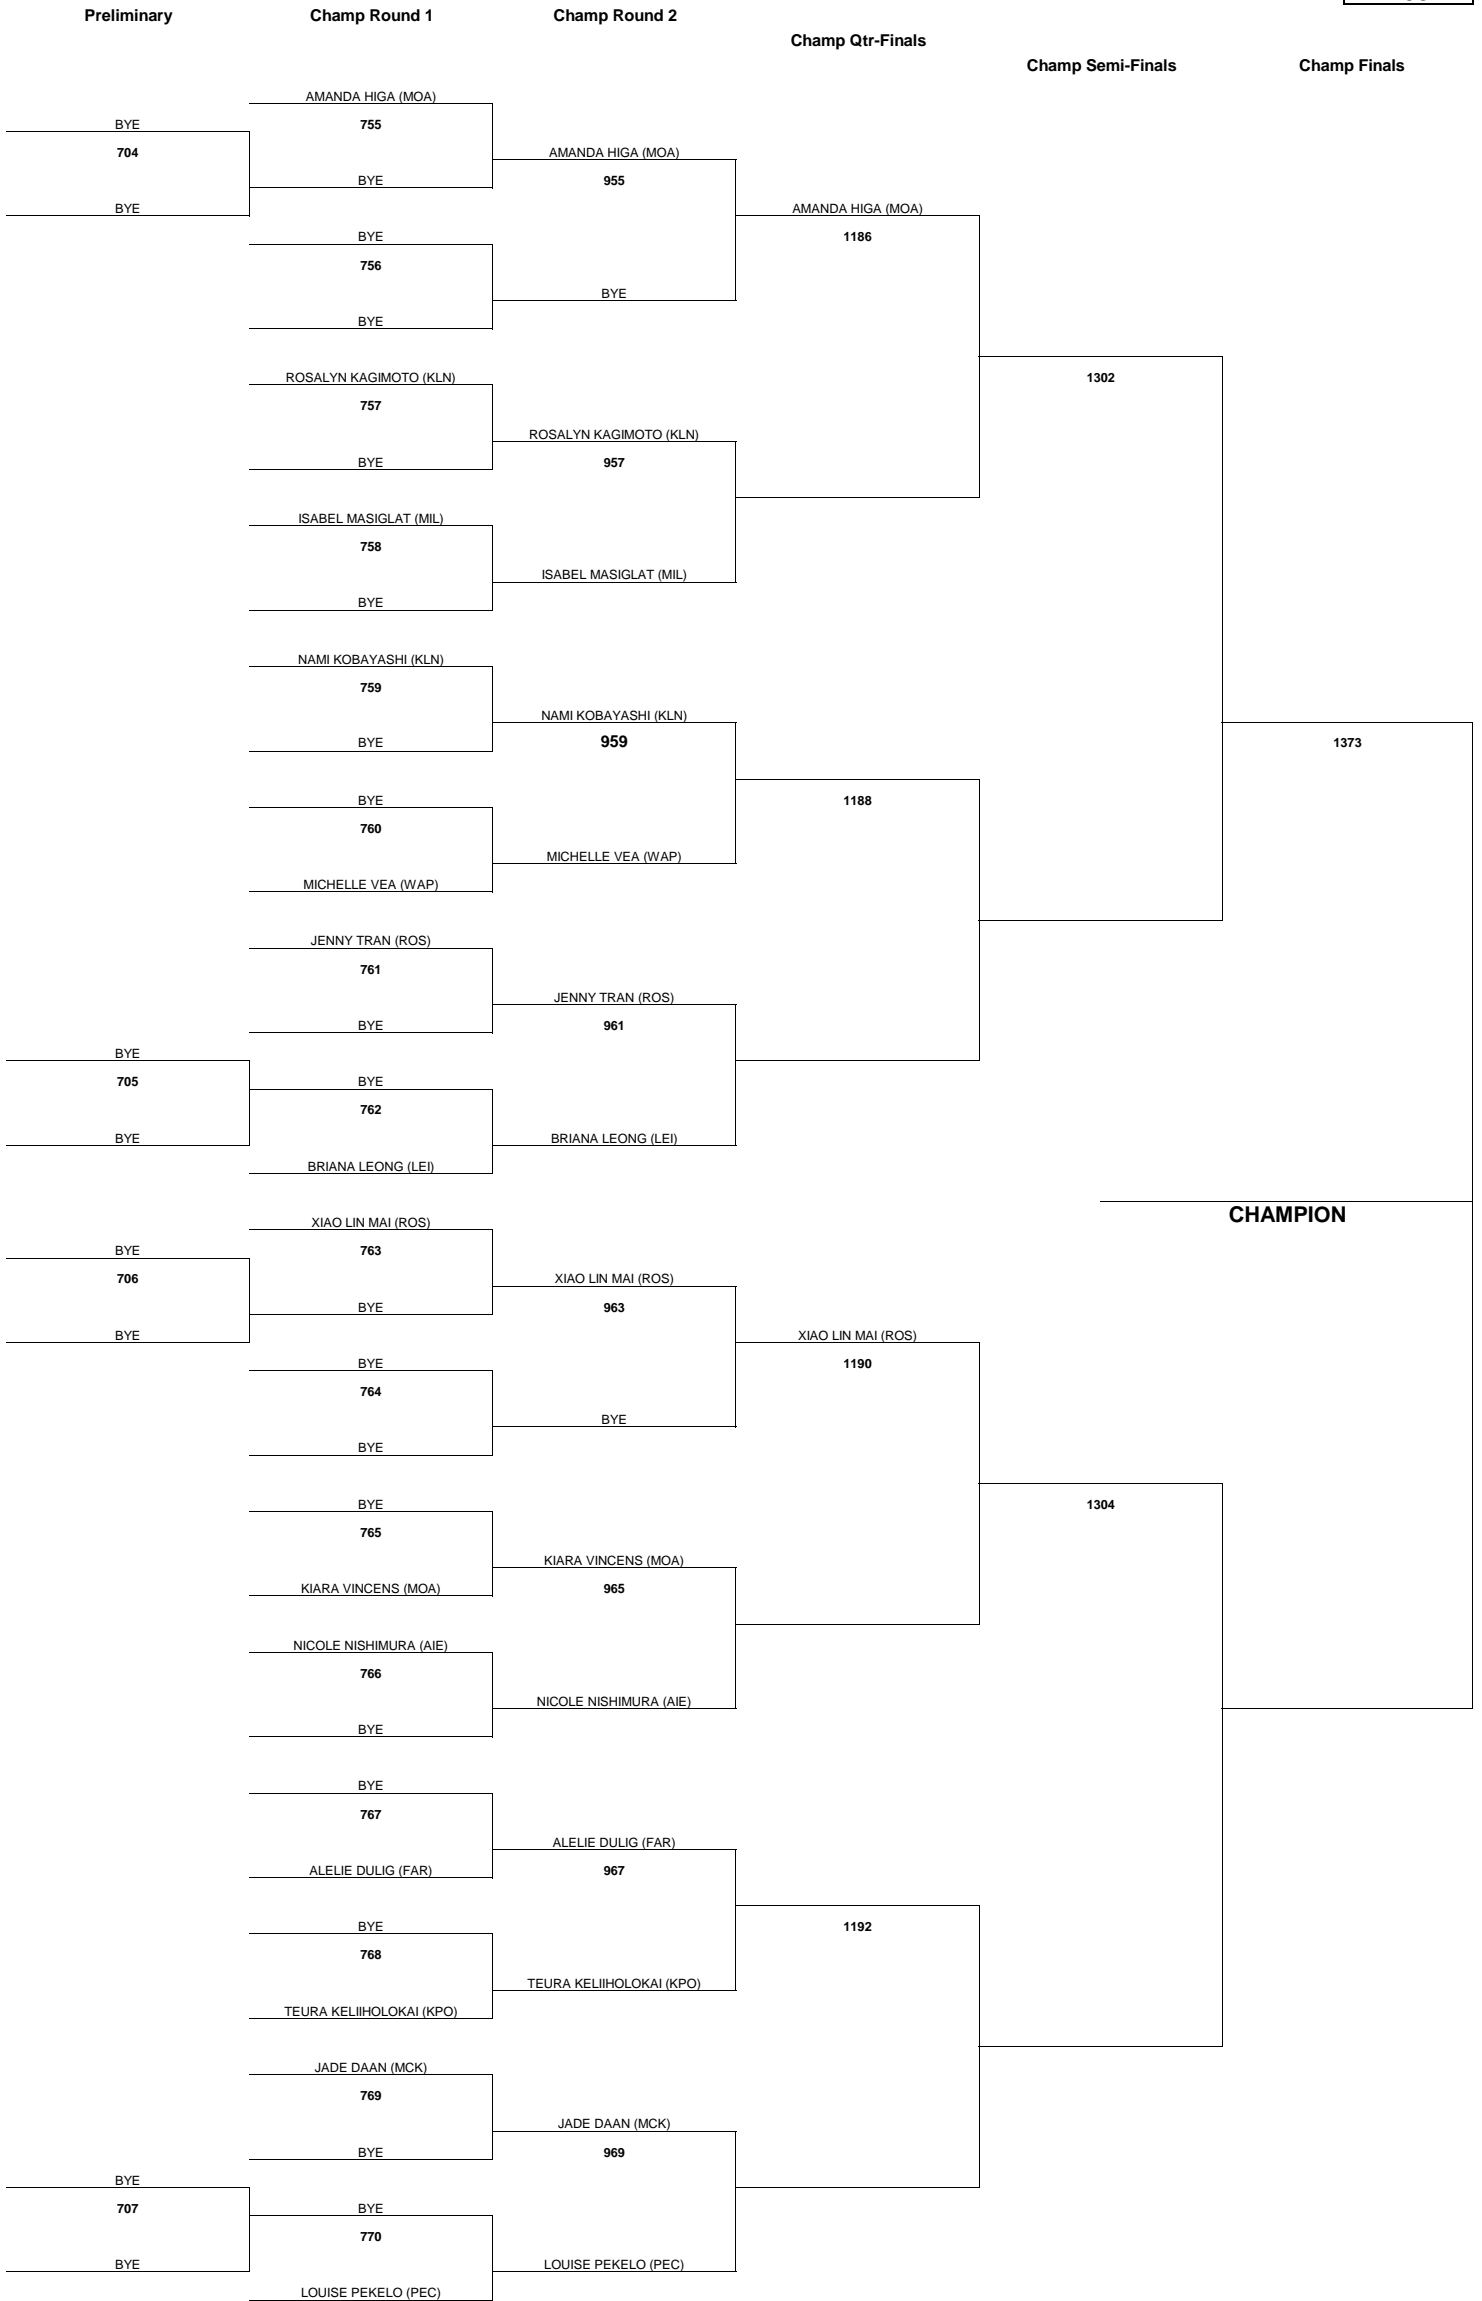 Preliminary
Champ Round 1
Champ Round 2
Champ Qtr-Finals
Champ Semi-Finals
Champ Finals
AMANDA HIGA (MOA)
BYE
755
704
AMANDA HIGA (MOA)
BYE
955
BYE
AMANDA HIGA (MOA)
BYE
1186
756
BYE
BYE
ROSALYN KAGIMOTO (KLN)
1302
757
ROSALYN KAGIMOTO (KLN)
BYE
957
ISABEL MASIGLAT (MIL)
758
ISABEL MASIGLAT (MIL)
BYE
NAMI KOBAYASHI (KLN)
759
NAMI KOBAYASHI (KLN)
BYE
959
1373
BYE
1188
760
MICHELLE VEA (WAP)
MICHELLE VEA (WAP)
JENNY TRAN (ROS)
761
JENNY TRAN (ROS)
BYE
961
BYE
705
BYE
762
BYE
BRIANA LEONG (LEI)
BRIANA LEONG (LEI)
CHAMPION
XIAO LIN MAI (ROS)
BYE
763
706
XIAO LIN MAI (ROS)
BYE
963
BYE
XIAO LIN MAI (ROS)
BYE
1190
764
BYE
BYE
BYE
1304
765
KIARA VINCENS (MOA)
KIARA VINCENS (MOA)
965
NICOLE NISHIMURA (AIE)
766
NICOLE NISHIMURA (AIE)
BYE
BYE
767
ALELIE DULIG (FAR)
ALELIE DULIG (FAR)
967
BYE
1192
768
TEURA KELIIHOLOKAI (KPO)
TEURA KELIIHOLOKAI (KPO)
JADE DAAN (MCK)
769
JADE DAAN (MCK)
BYE
969
BYE
707
BYE
770
BYE
LOUISE PEKELO (PEC)
LOUISE PEKELO (PEC)